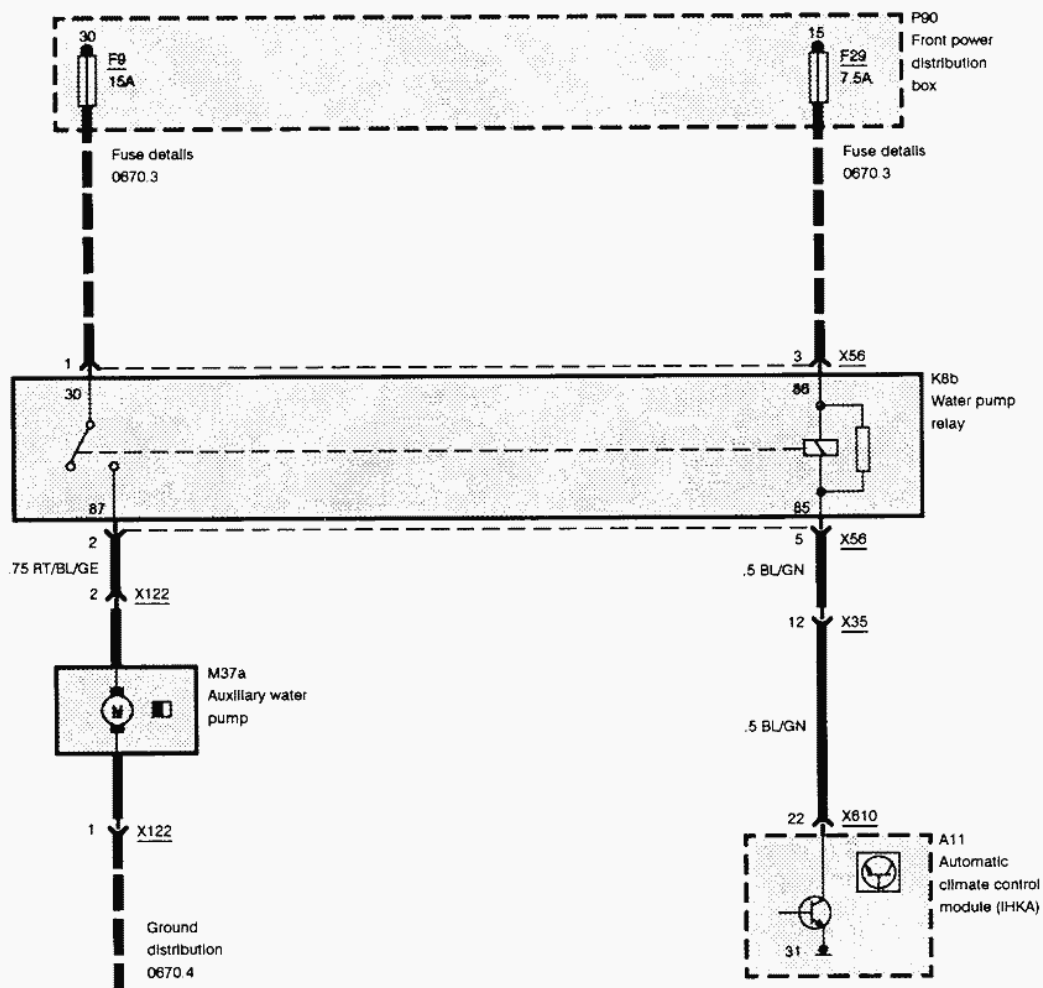 P90
Front power
distribution
box
30
F9
15A
15
F29
7.5A
Fuse details
0670.3
Fuse details
0670.3
1
3
X56
30
86
K8b
Water pump
relay
87
85
2
5
X56
.75 RT/BL/GE
.5 BL/GN
2
X122
12
X35
M37a
Auxiliary water
pump
.5 BL/GN
1
X122
22
X610
A11
Automatic
climate control
module (IHKA)
31
Ground
distribution
0670.4